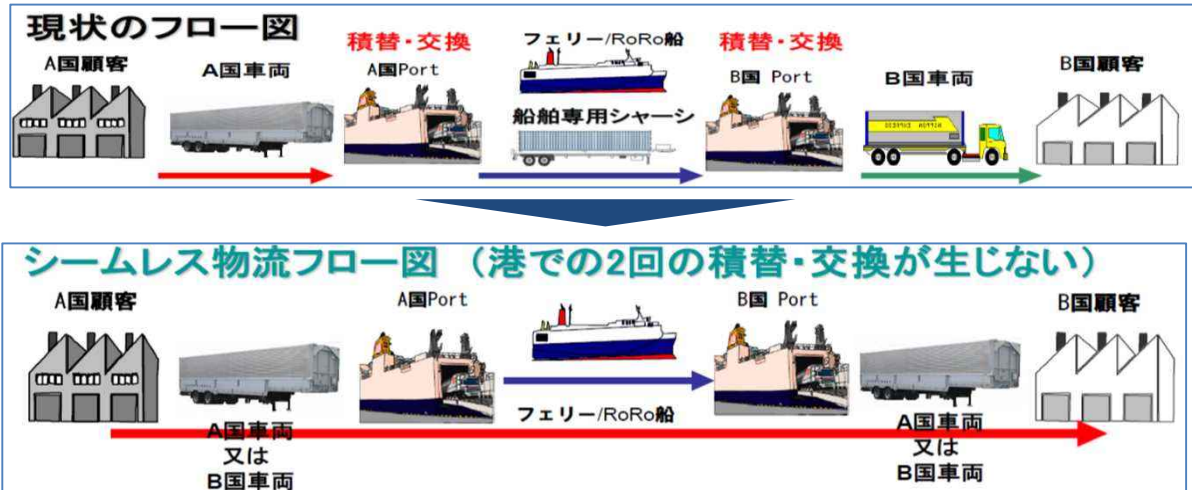 現状のフロー図
A国顧客
A国車両
積替・交換
A国Port
フェリー/RoRo船
船舶専用シャーシ
積替・交換
B国 Port
B国車両
NIPPON EXPRESS
B国顧客
シームレス物流フロー図 （港での2回の積替・交換が生じない）
A国顧客
A国車両
又は
B国車両
A国Port
フェリー/RoRo船
B国 Port
A国車両
又は
B国車両
B国顧客